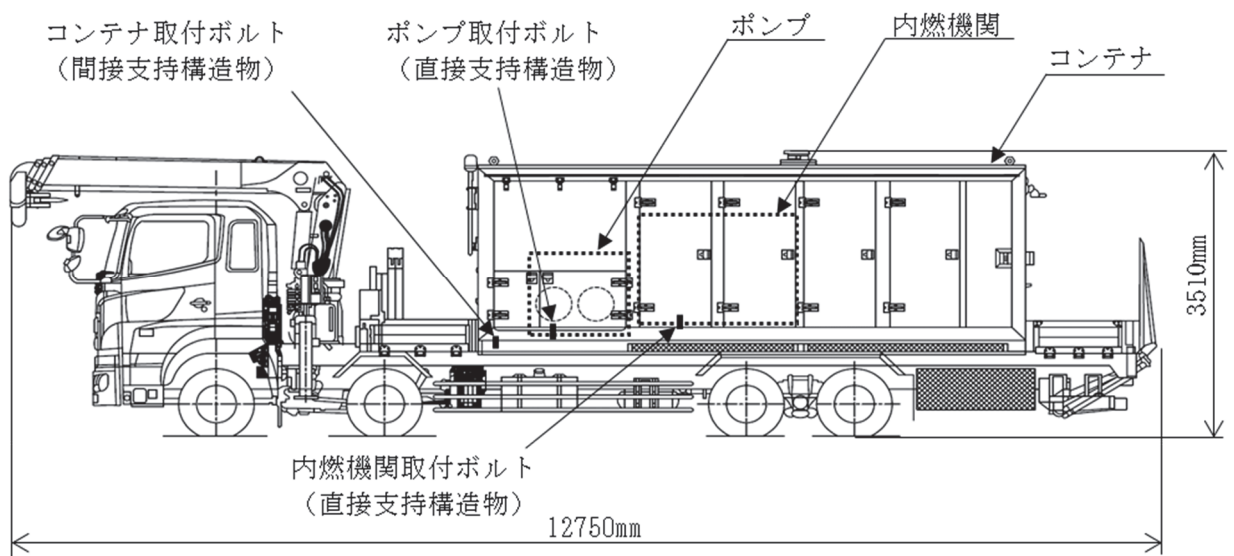 コンテナ取付ボルト
（間接支持構造物）
ポンプ取付ボルト
（直接支持構造物）
ポンプ
内燃機関
コンテナ
3510mm
内燃機関取付ボルト
（直接支持構造物）
12750mm